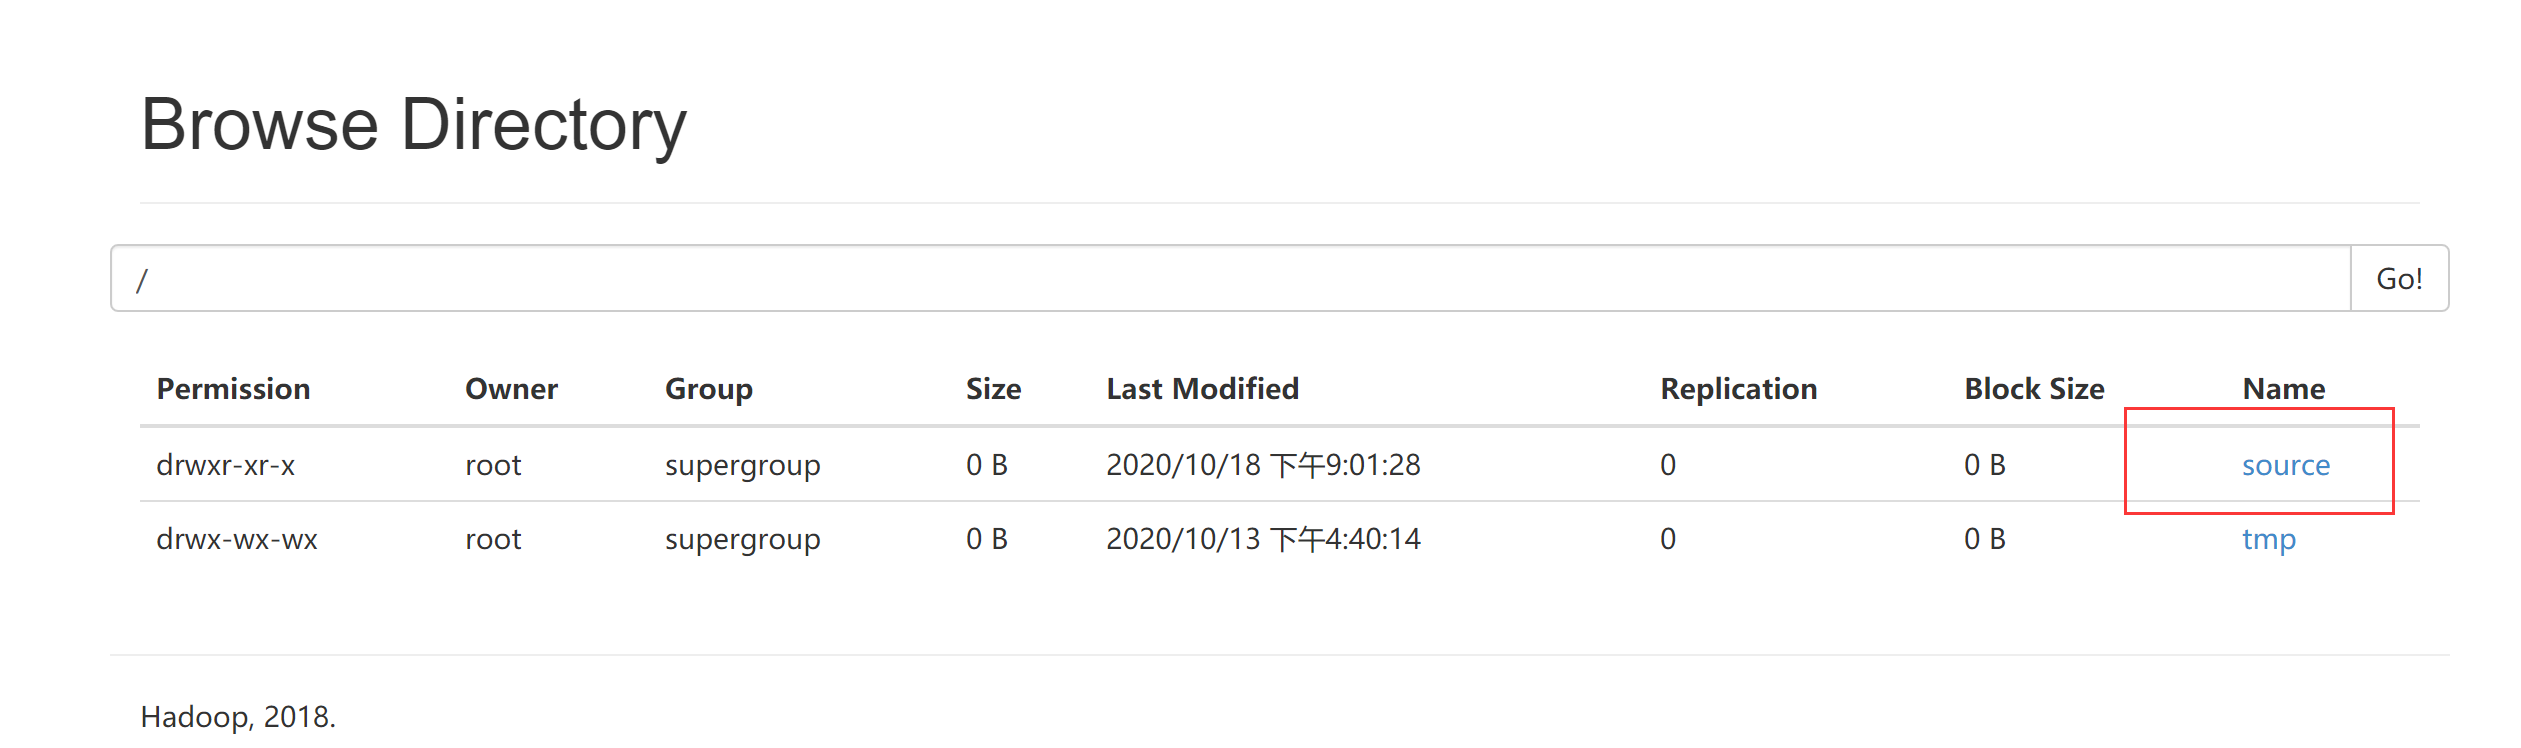 Browse Directory
/
Go!
Permission Owner Group Size Last Modified Replication Block Size Name
drwxr-xr-x root supergroup 0 B 2020/10/18 下午9:01:28 0 0 B source
drwx-wx-wx root supergroup 0 B 2020/10/13 下午4:40:14 0 0 B tmp
Hadoop, 2018.